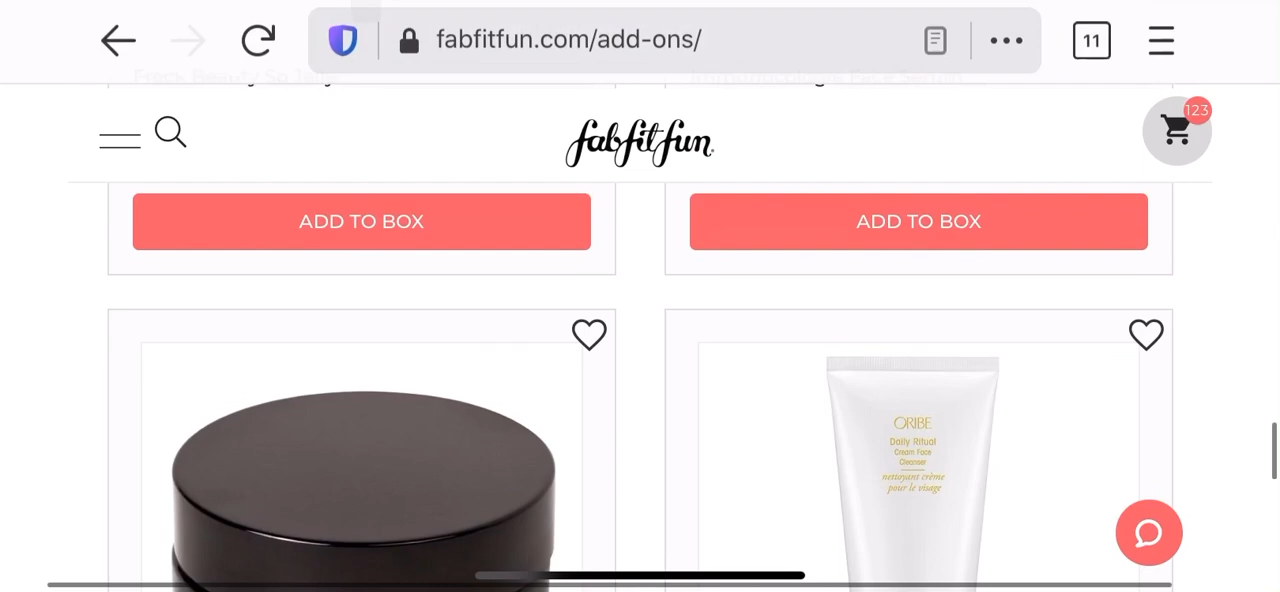 fabfitfun.com/add-ons/
11
fabfitfun
123
ADD TO BOX
ADD TO BOX
ORIBE
Daily Ritual
Cream Face
Cleanser
nettoyant crème
pour le visage